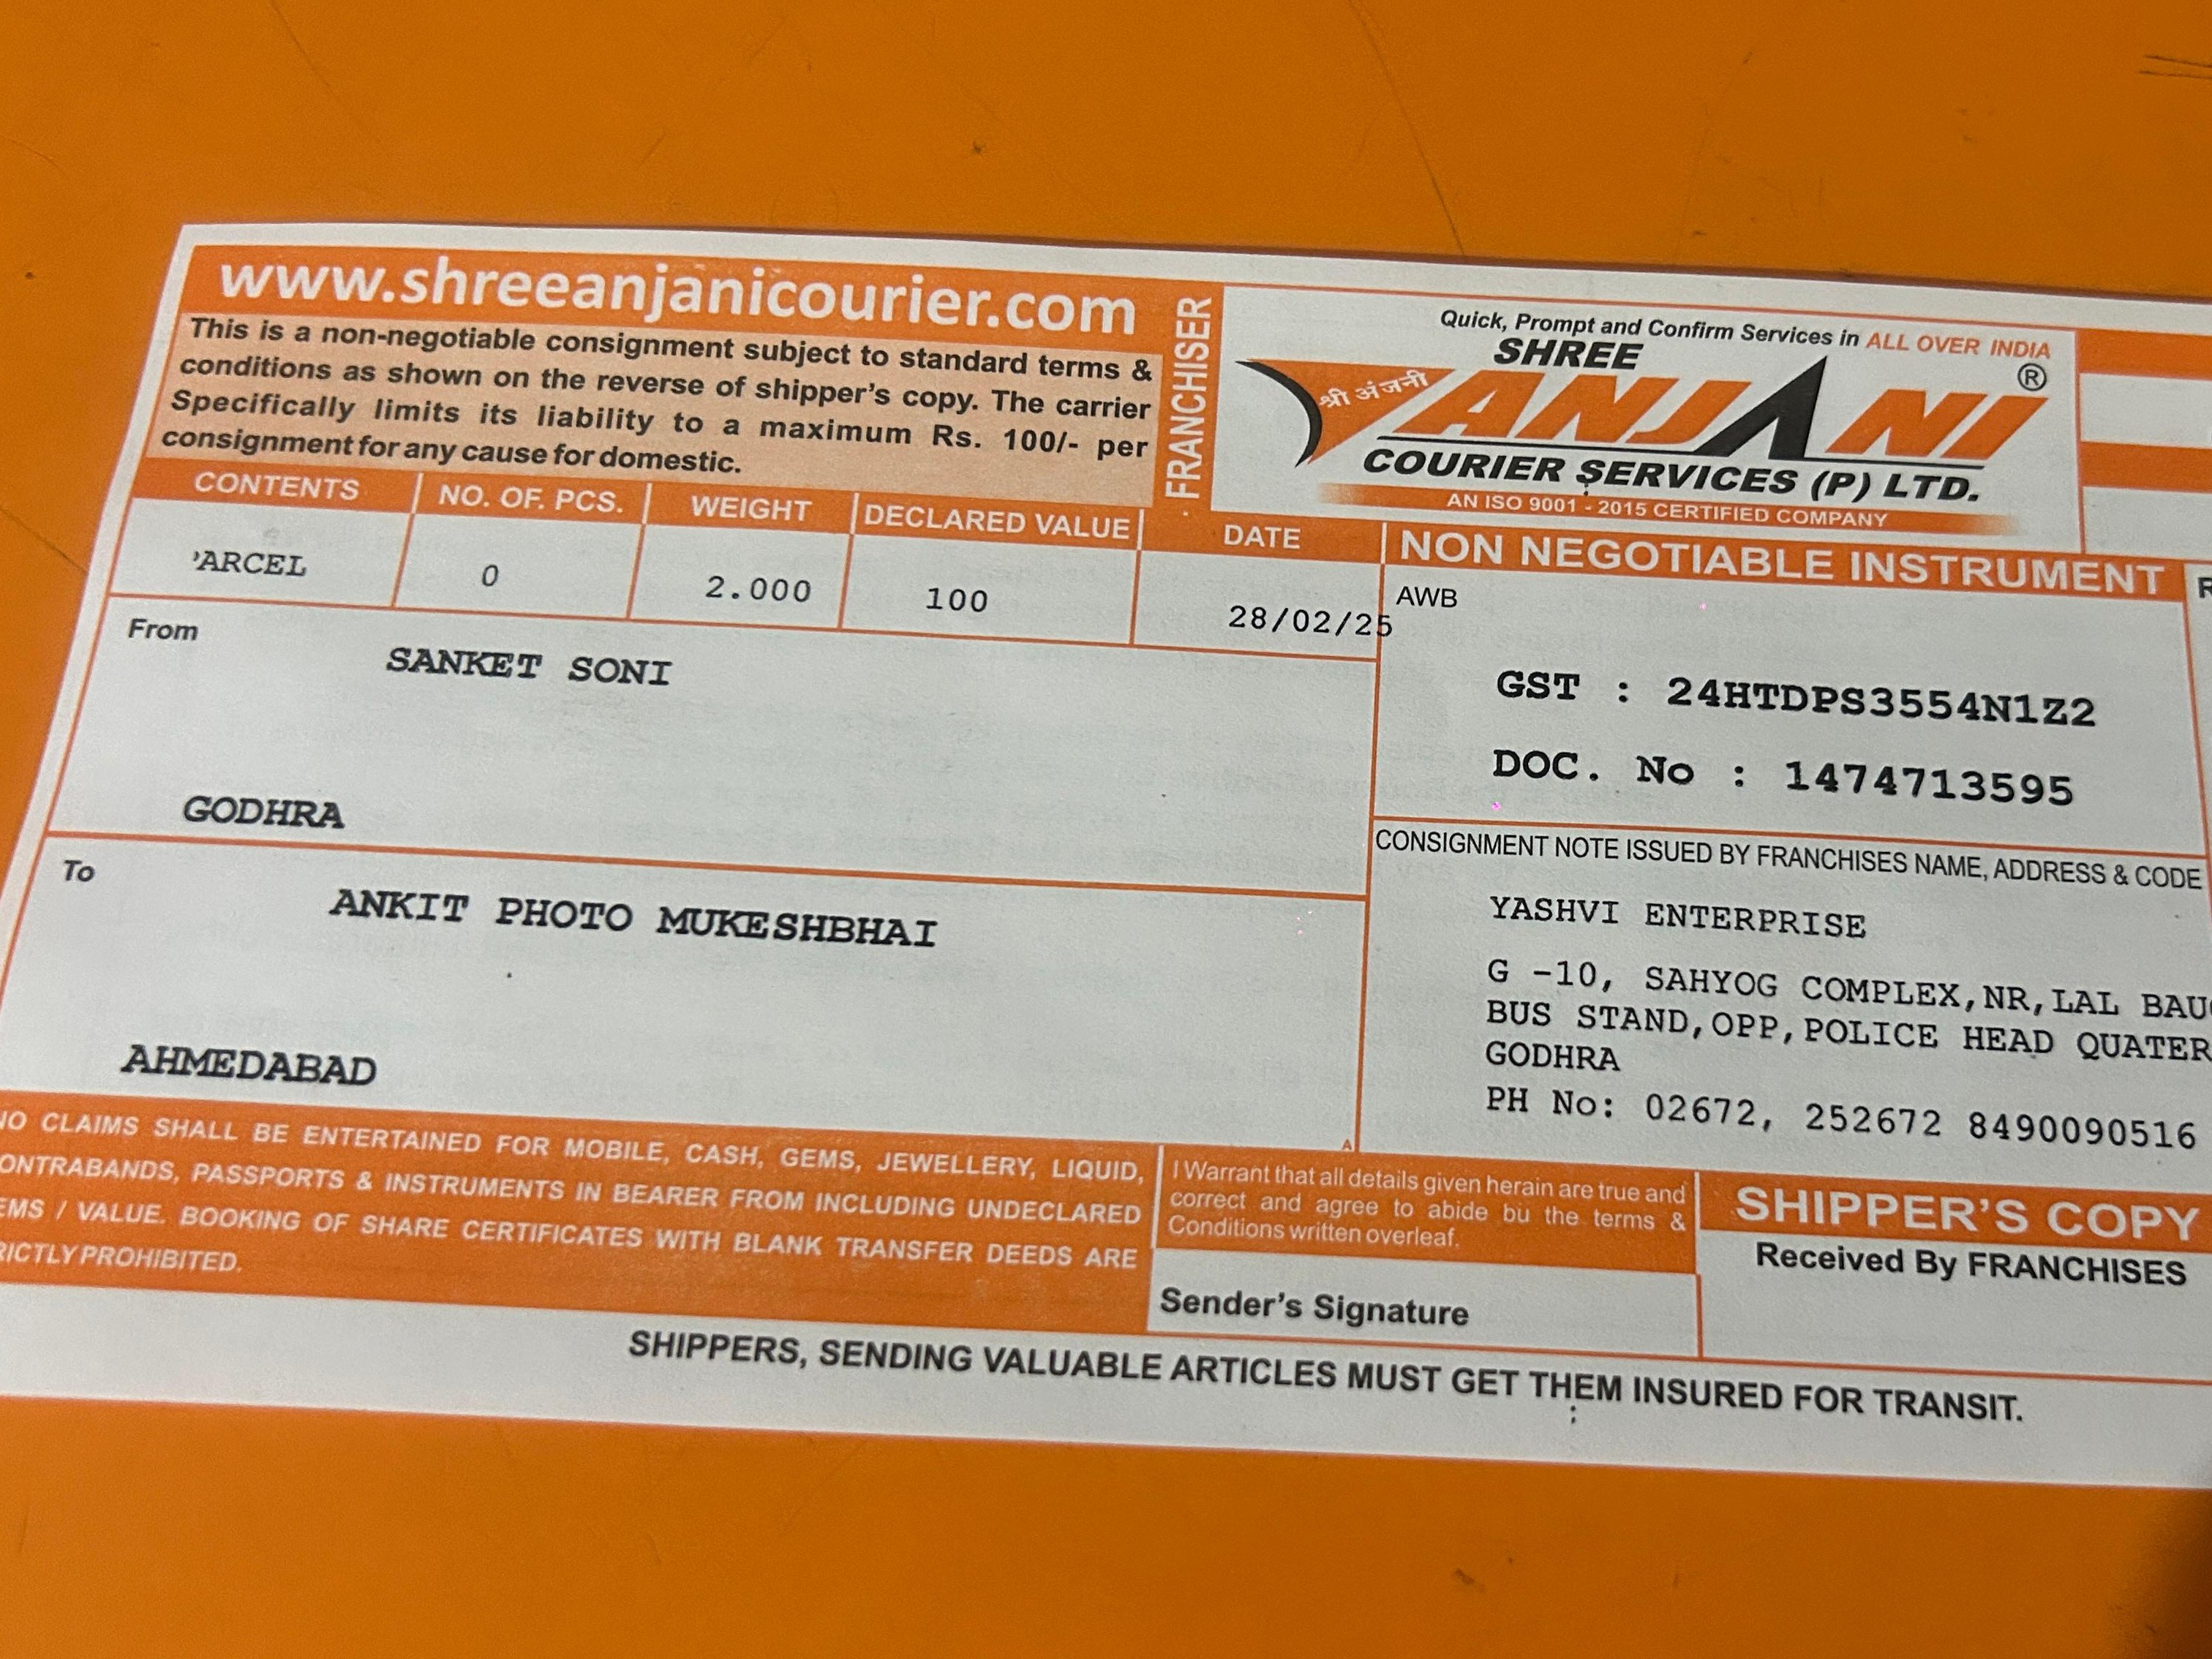 www.shreeanjanicourier.com
This is a non-negotiable consignment subject to standard terms &
conditions as shown on the reverse of shipper's copy. The carrier
Specifically limits its liability to a maximum Rs. 100/- per
consignment for any cause for domestic.
FRANCHISER
Quick, Prompt and Confirm Services in ALL OVER INDIA
SHREE
श्री अंजनी
ANJANI ®
COURIER SERVICES (P) LTD.
AN ISO 9001 - 2015 CERTIFIED COMPANY
CONTENTS NO. OF. PCS. WEIGHT DECLARED VALUE DATE
'ARCEL 0 2.000 100 28/02/25
NON NEGOTIABLE INSTRUMENT
AWB
GST : 24HTDPS3554N1Z2
DOC. No : 1474713595
From
SANKET SONI
GODHRA
To
ANKIT PHOTO MUKESHBHAI
AHMEDABAD
CONSIGNMENT NOTE ISSUED BY FRANCHISES NAME, ADDRESS & CODE
YASHVI ENTERPRISE
G -10, SAHYOG COMPLEX,NR,LAL BAU
BUS STAND,OPP,POLICE HEAD QUATER
GODHRA
PH No: 02672, 252672 8490090516
NO CLAIMS SHALL BE ENTERTAINED FOR MOBILE, CASH, GEMS, JEWELLERY, LIQUID,
ONTRABANDS, PASSPORTS & INSTRUMENTS IN BEARER FROM INCLUDING UNDECLARED
EMS / VALUE. BOOKING OF SHARE CERTIFICATES WITH BLANK TRANSFER DEEDS ARE
RICTLY PROHIBITED.
I Warrant that all details given herain are true and
correct and agree to abide bu the terms &
Conditions written overleaf.
Sender's Signature
SHIPPER'S COPY
Received By FRANCHISES
SHIPPERS, SENDING VALUABLE ARTICLES MUST GET THEM INSURED FOR TRANSIT.